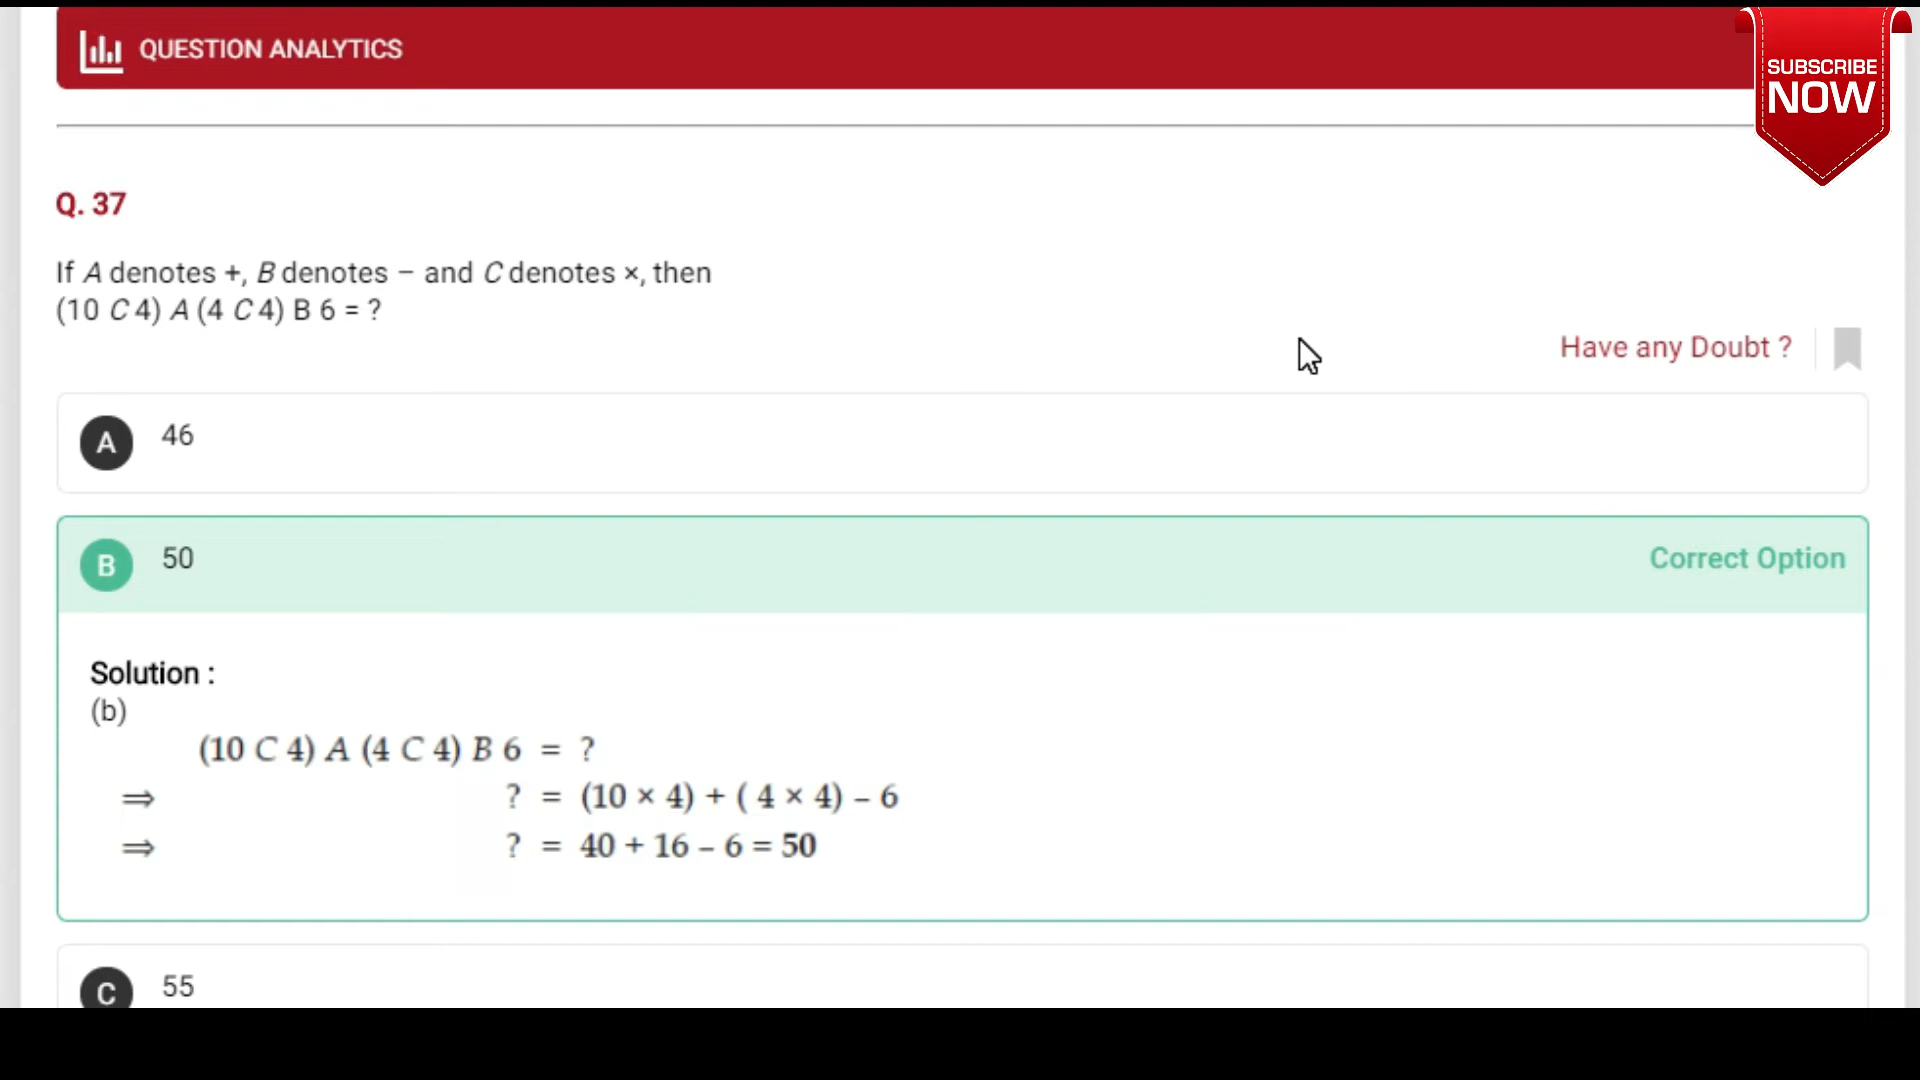 QUESTION ANALYTICS
SUBSCRIBE
NOW
Q. 37
If A denotes +, B denotes – and C denotes ×, then
(10 C 4) A (4 C 4) B 6 = ?
Have any Doubt ?
A 46
B 50 Correct Option
Solution :
(b)
(10 C 4) A (4 C 4) B 6 = ?
⇒ ? = (10 × 4) + ( 4 × 4) – 6
⇒ ? = 40 + 16 – 6 = 50
C 55